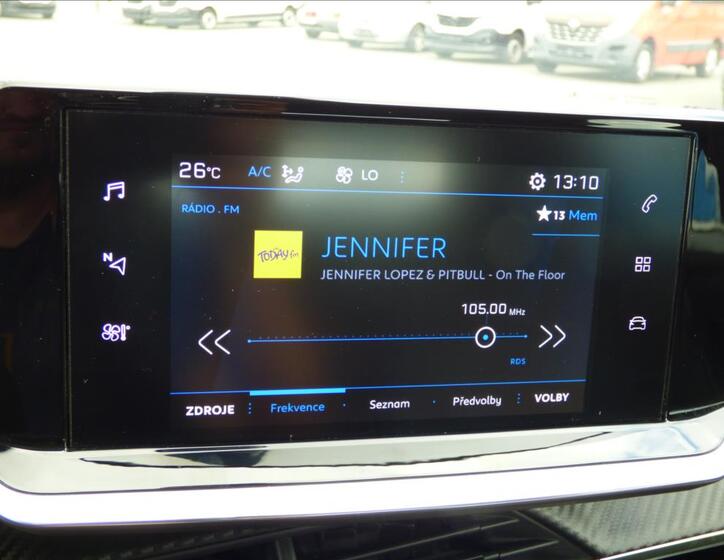 26°C A/C LO 13:10
RÁDIO . FM
13 Mem
TODAY fm
JENNIFER
JENNIFER LOPEZ & PITBULL - On The Floor
N
105.00 MHz
RDS
ZDROJE Frekvence Seznam Předvolby VOLBY